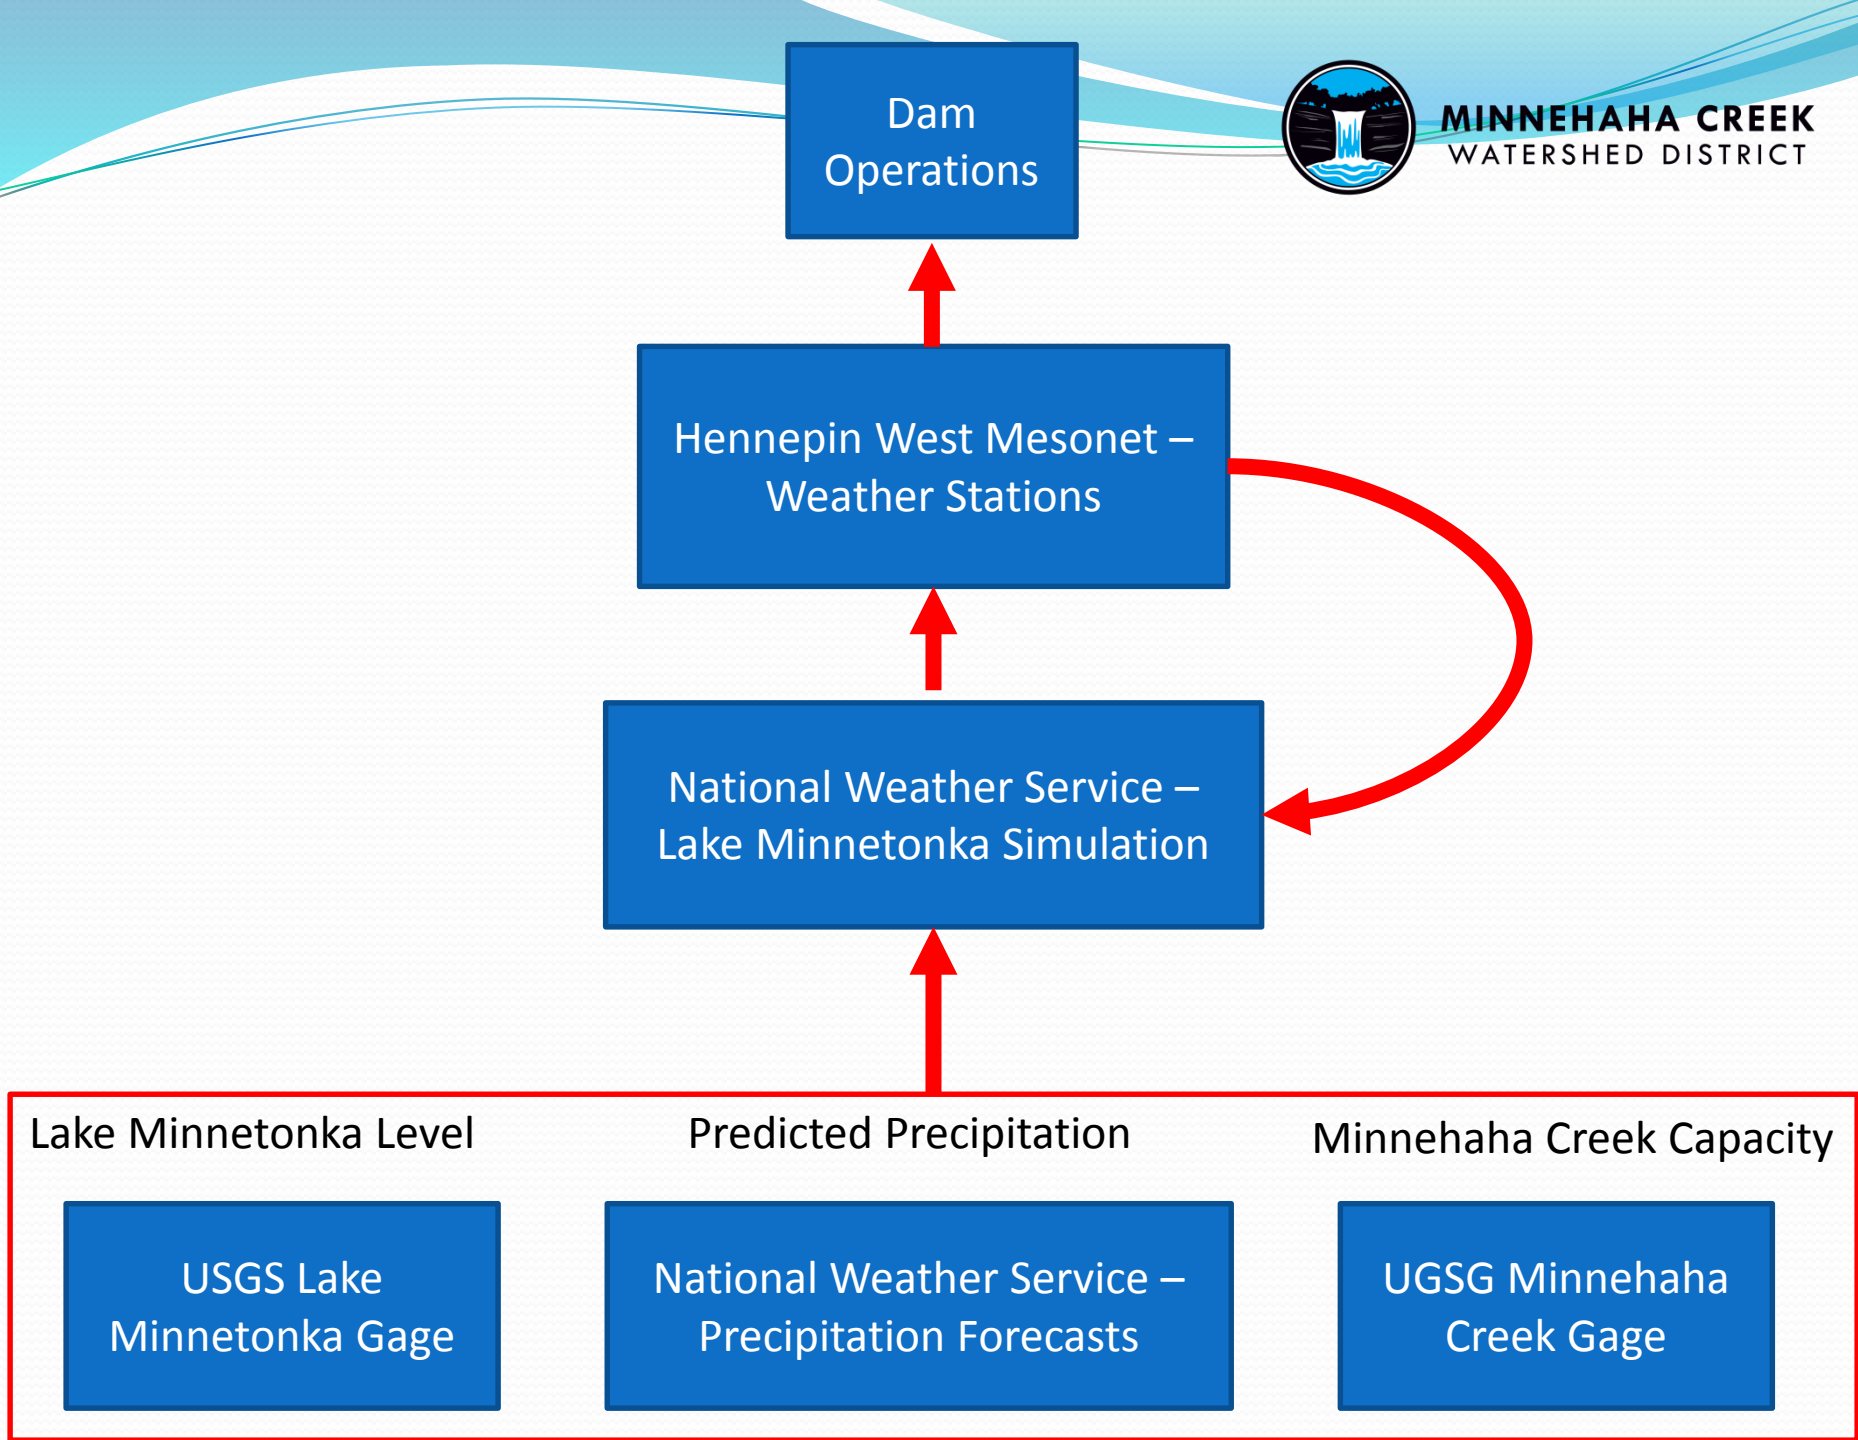 Dam
Operations
MINNEHAHA CREEK
WATERSHED DISTRICT
Hennepin West Mesonet –
Weather Stations
National Weather Service –
Lake Minnetonka Simulation
Lake Minnetonka Level
Predicted Precipitation
Minnehaha Creek Capacity
USGS Lake
Minnetonka Gage
National Weather Service –
Precipitation Forecasts
UGSG Minnehaha
Creek Gage